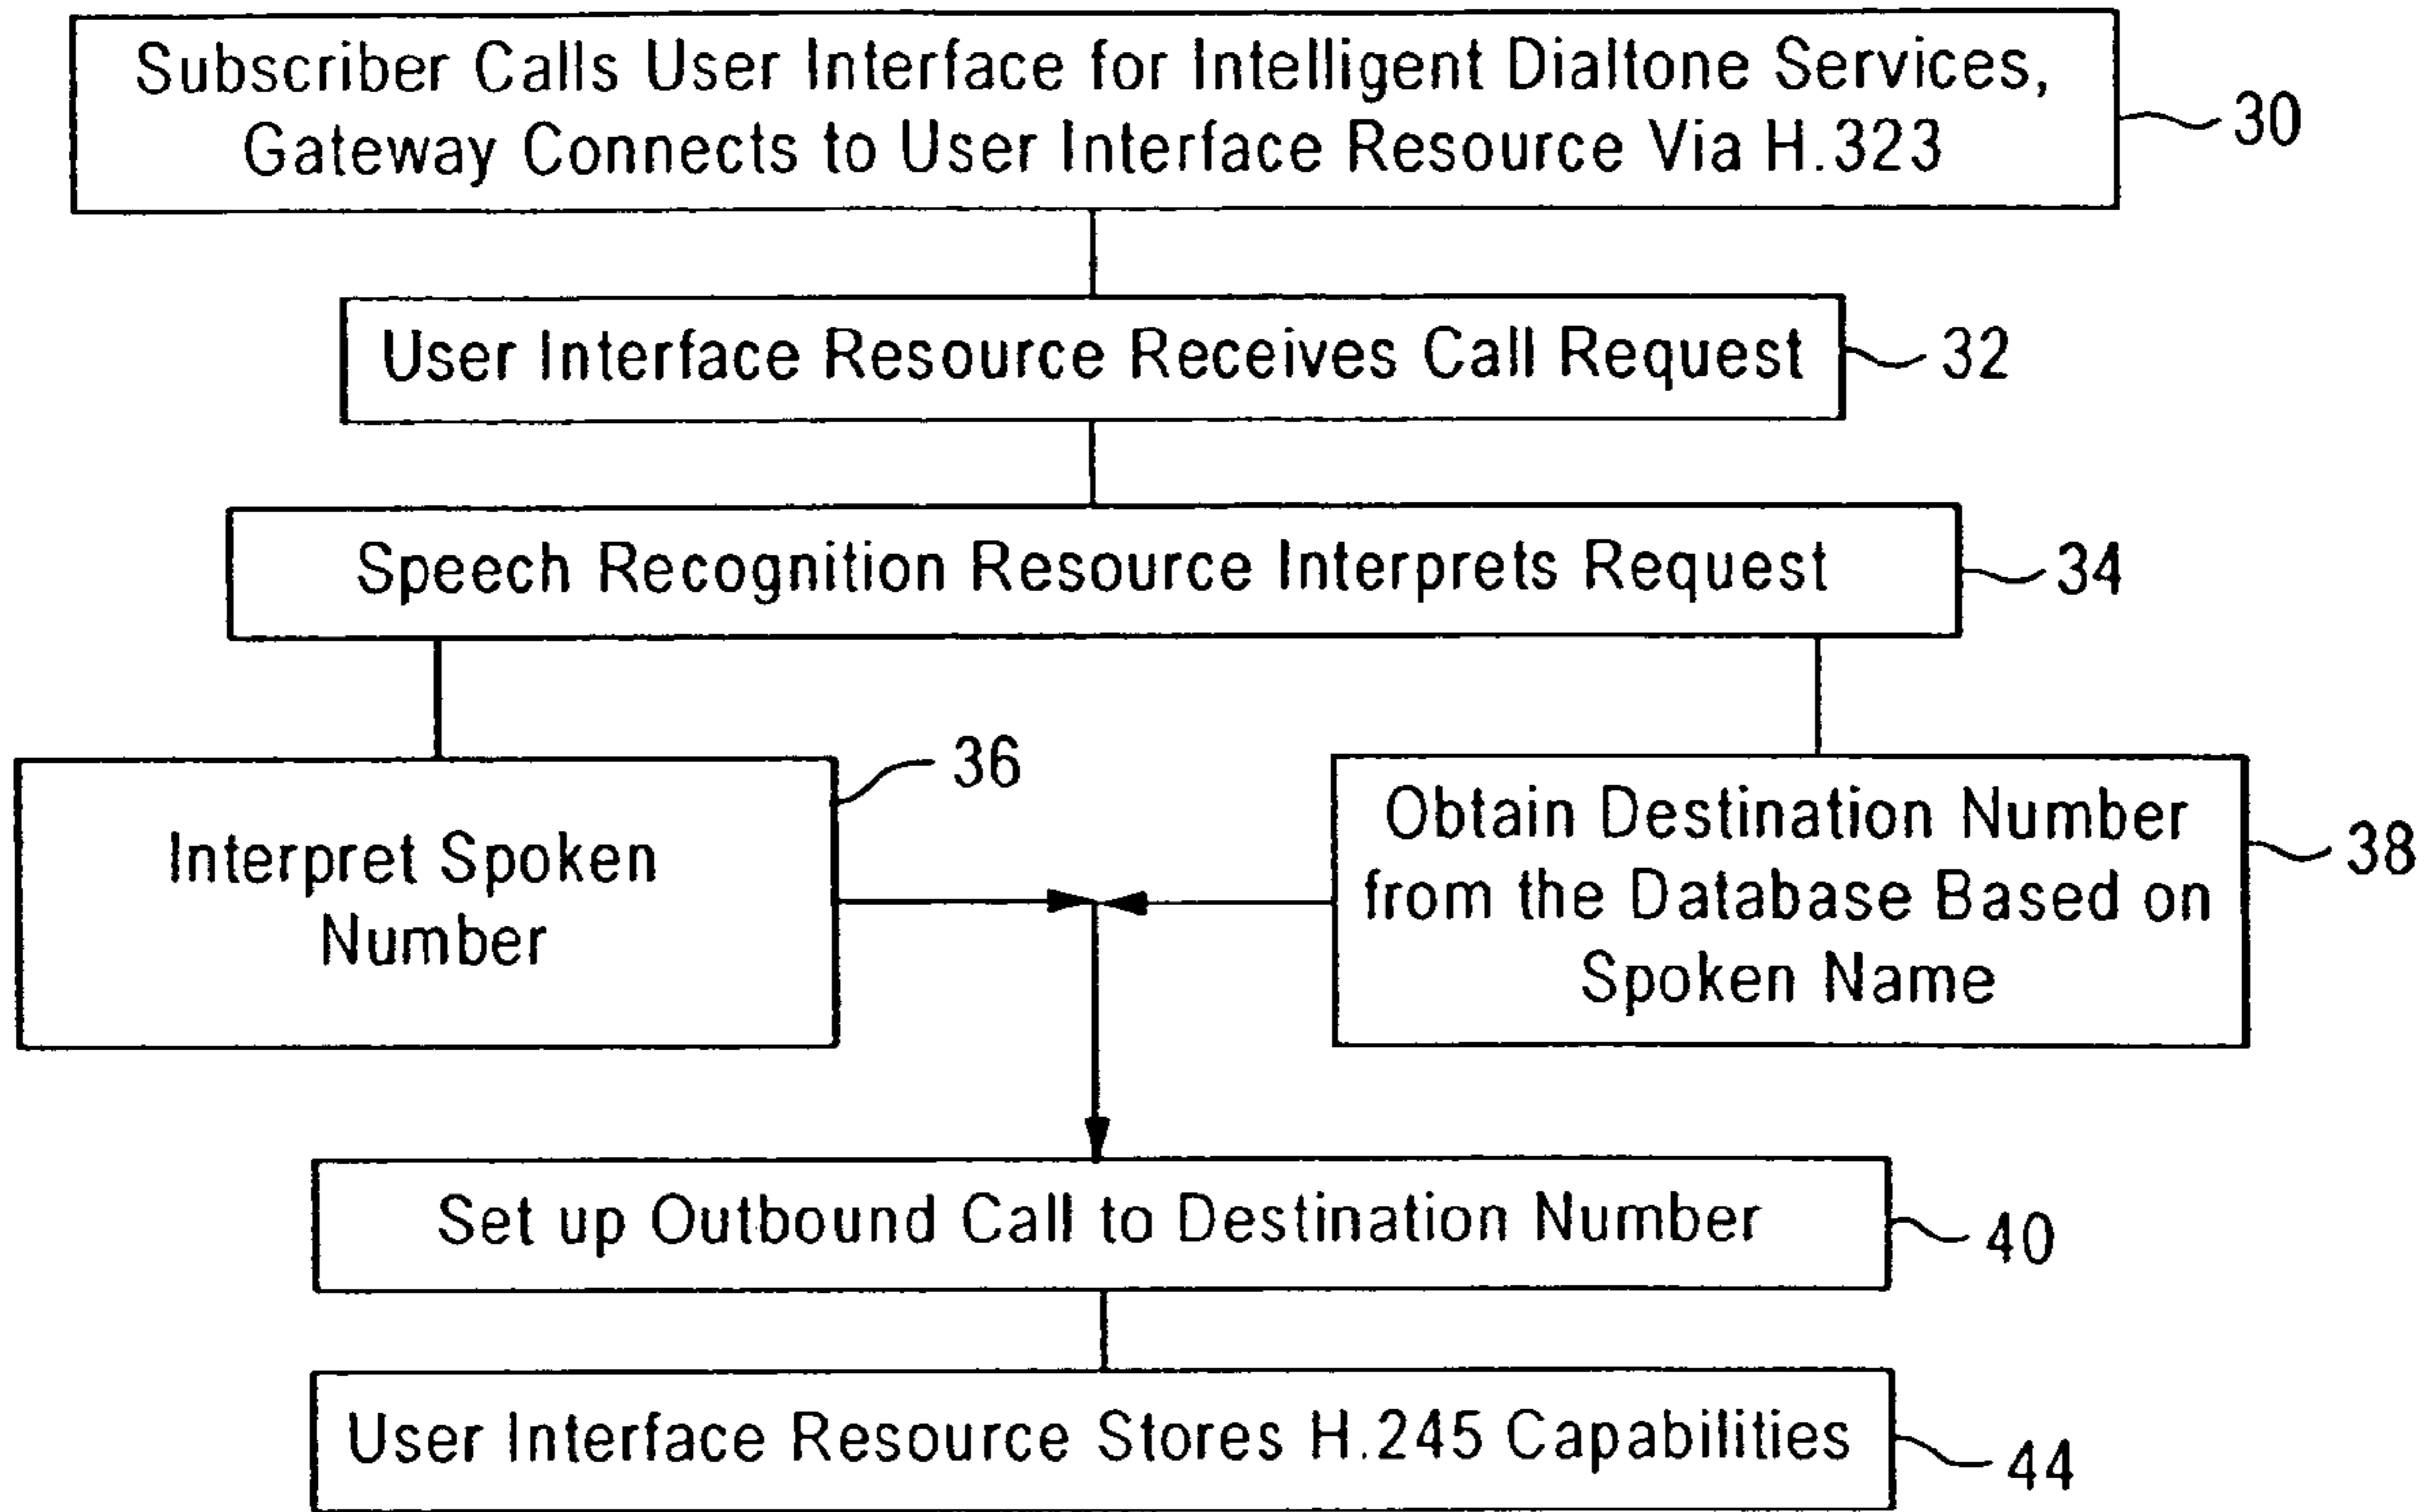 Subscriber Calls User Interface for Intelligent Dialtone Services,
Gateway Connects to User Interface Resource Via H.323
30
User Interface Resource Receives Call Request
32
Speech Recognition Resource Interprets Request
34
Interpret Spoken
Number
36
Obtain Destination Number
from the Database Based on
Spoken Name
38
Set up Outbound Call to Destination Number
40
User Interface Resource Stores H.245 Capabilities
44